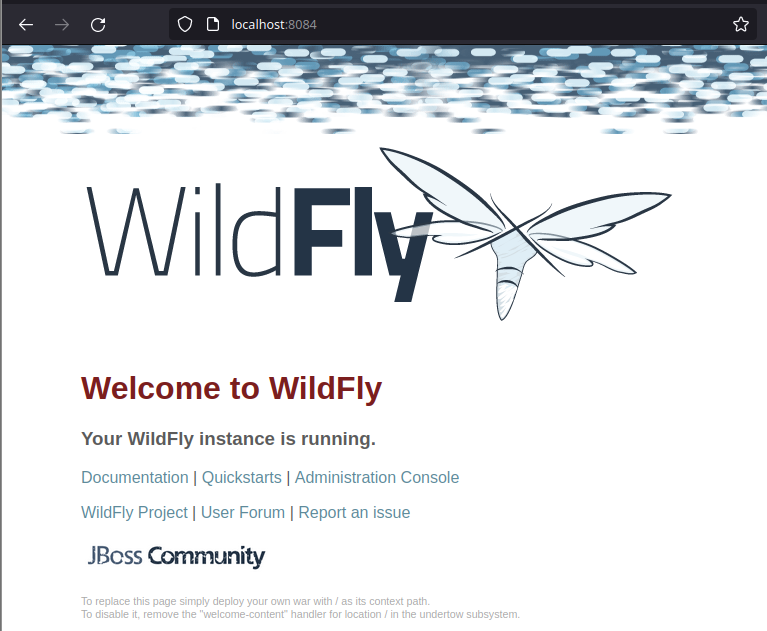 localhost:8084
WildFly
Welcome to WildFly
Your WildFly instance is running.
Documentation | Quickstarts | Administration Console
WildFly Project | User Forum | Report an issue
JBoss Community
To replace this page simply deploy your own war with / as its context path.
To disable it, remove the "welcome-content" handler for location / in the undertow subsystem.